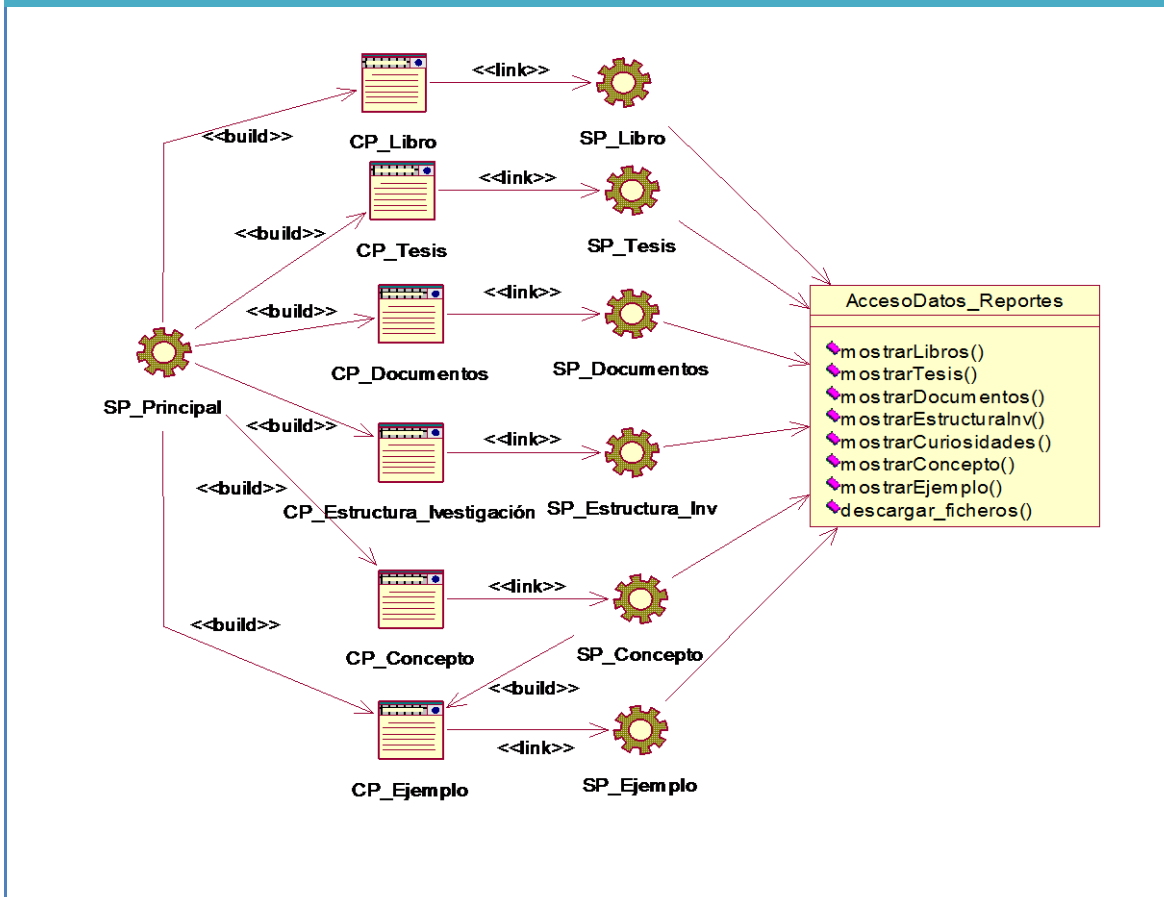 <<link>>
<<build>>
CP_Libro
SP_Libro
<<link>>
<<build>>
CP_Tesis
SP_Tesis
<<link>>
<<build>>
CP_Documentos
SP_Documentos
SP_Principal
<<build>>
<<link>>
CP_Estructura_Ivestigación
SP_Estructura_Inv
<<build>>
<<link>>
CP_Concepto
SP_Concepto
<<build>>
<<build>>
<<link>>
CP_Ejemplo
SP_Ejemplo
AccesoDatos_Reportes
mostrarLibros()
mostrarTesis()
mostrarDocumentos()
mostrarEstructuraInv()
mostrarCuriosidades()
mostrarConcepto()
mostrarEjemplo()
descargar_ficheros()